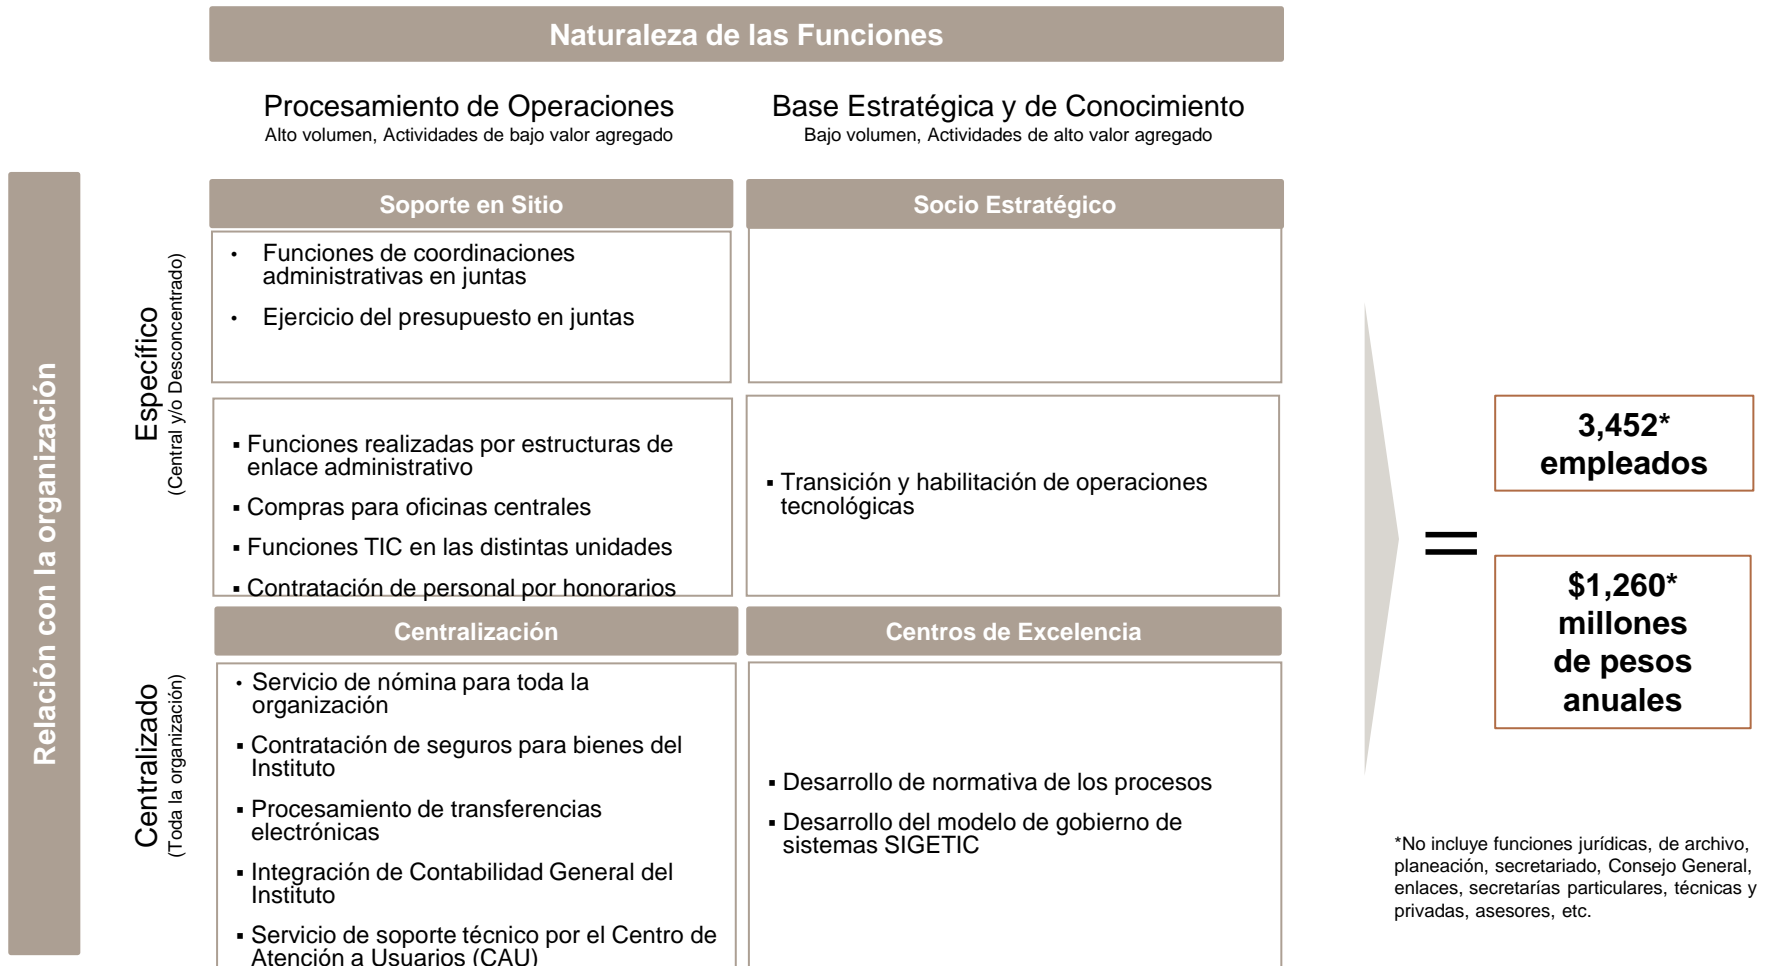 Naturaleza de las Funciones
Procesamiento de Operaciones
Alto volumen, Actividades de bajo valor agregado
Base Estratégica y de Conocimiento
Bajo volumen, Actividades de alto valor agregado
Relación con la organización
Específico
(Central y/o Desconcentrado)
Soporte en Sitio
• Funciones de coordinaciones
administrativas en juntas
• Ejercicio del presupuesto en juntas
Socio Estratégico
▪ Funciones realizadas por estructuras de
enlace administrativo
▪ Compras para oficinas centrales
▪ Funciones TIC en las distintas unidades
▪ Contratación de personal por honorarios
▪ Transición y habilitación de operaciones
tecnológicas
Centralizado
(Toda la organización)
Centralización
• Servicio de nómina para toda la
organización
▪ Contratación de seguros para bienes del
Instituto
▪ Procesamiento de transferencias
electrónicas
▪ Integración de Contabilidad General del
Instituto
▪ Servicio de soporte técnico por el Centro de
Atención a Usuarios (CAU)
Centros de Excelencia
▪ Desarrollo de normativa de los procesos
▪ Desarrollo del modelo de gobierno de
sistemas SIGETIC
=
3,452*
empleados
$1,260*
millones
de pesos
anuales
*No incluye funciones jurídicas, de archivo,
planeación, secretariado, Consejo General,
enlaces, secretarías particulares, técnicas y
privadas, asesores, etc.